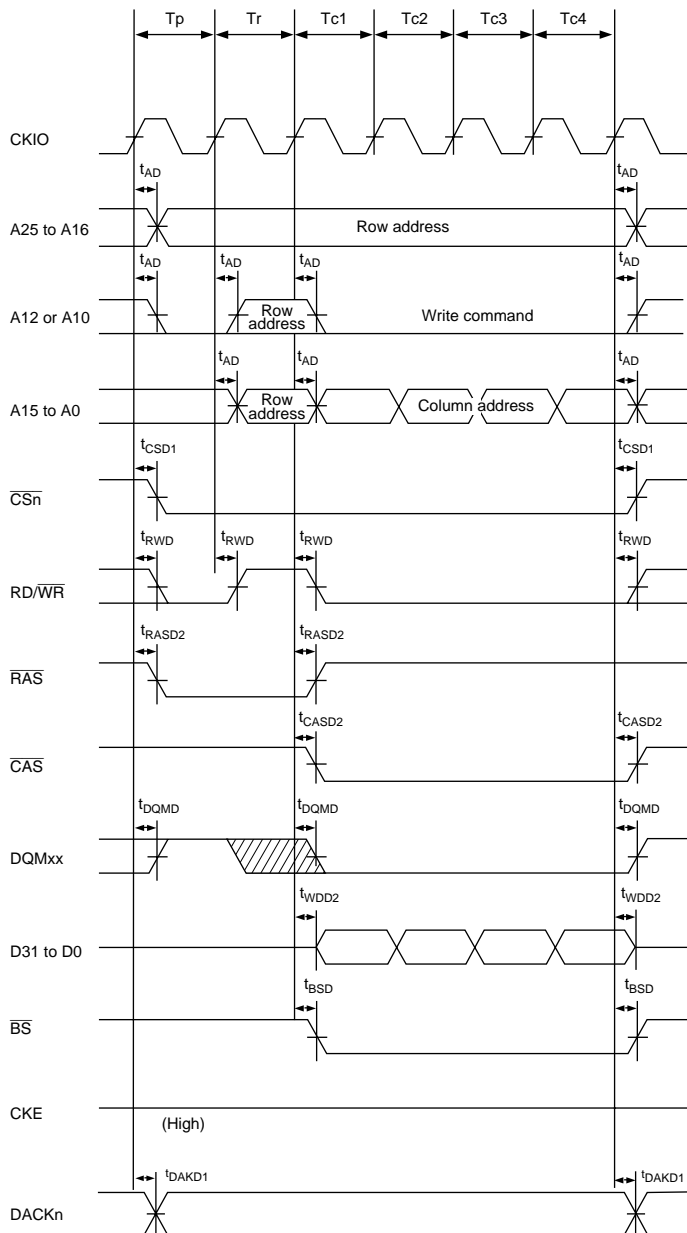 Tp Tr Tc1 Tc2 Tc3 Tc4
CKIO
tAD tAD
A25 to A16 Row address
tAD tAD tAD tAD
A12 or A10 Row address Write command
tAD tAD tAD
A15 to A0 Row address Column address
tCSD1 tCSD1
CSn
tRWD tRWD tRWD tRWD
RD/WR
tRASD2 tRASD2
RAS
tCASD2 tCASD2
CAS
tDQMD tDQMD tDQMD
DQMxx
tWDD2 tWDD2
D31 to D0
tBSD tBSD
BS
CKE
(High)
tDAKD1 tDAKD1
DACKn